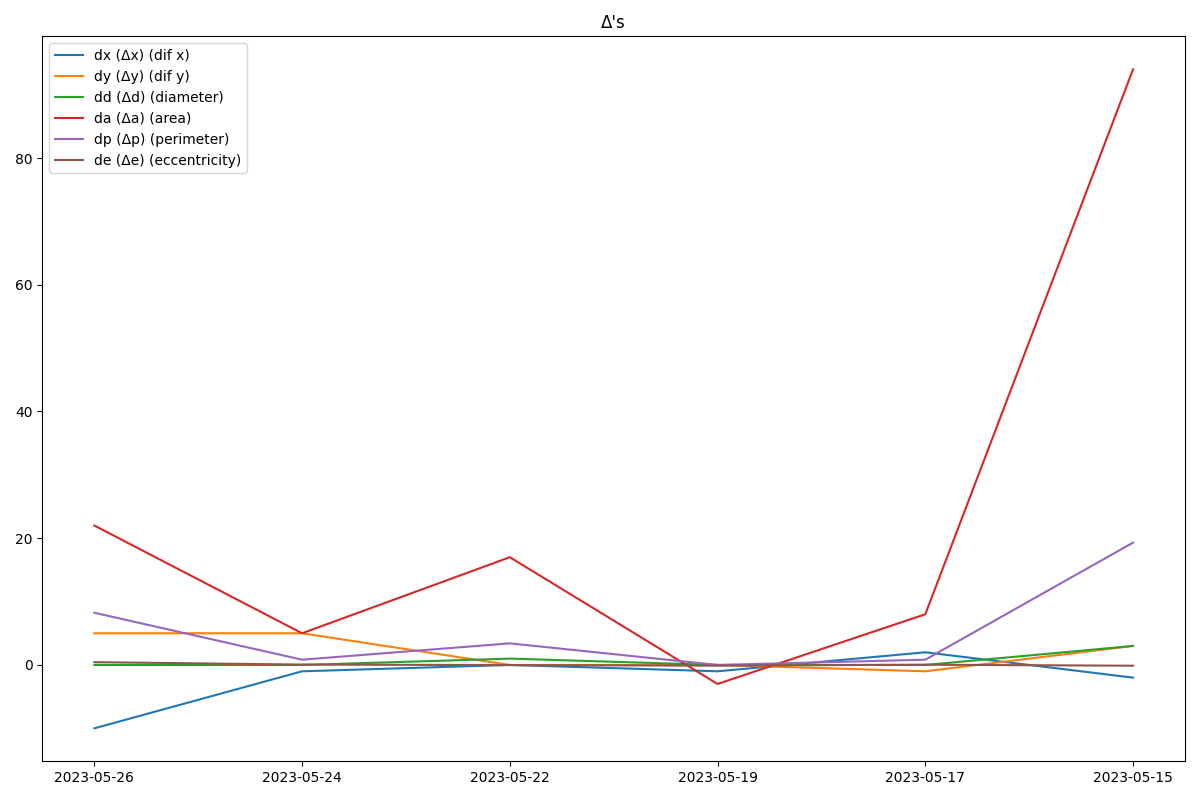 Δ's
dx (Δx) (dif x)
dy (Δy) (dif y)
dd (Δd) (diameter)
da (Δa) (area)
dp (Δp) (perimeter)
de (Δe) (eccentricity)
80
60
40
20
0
2023-05-26 2023-05-24 2023-05-22 2023-05-19 2023-05-17 2023-05-15